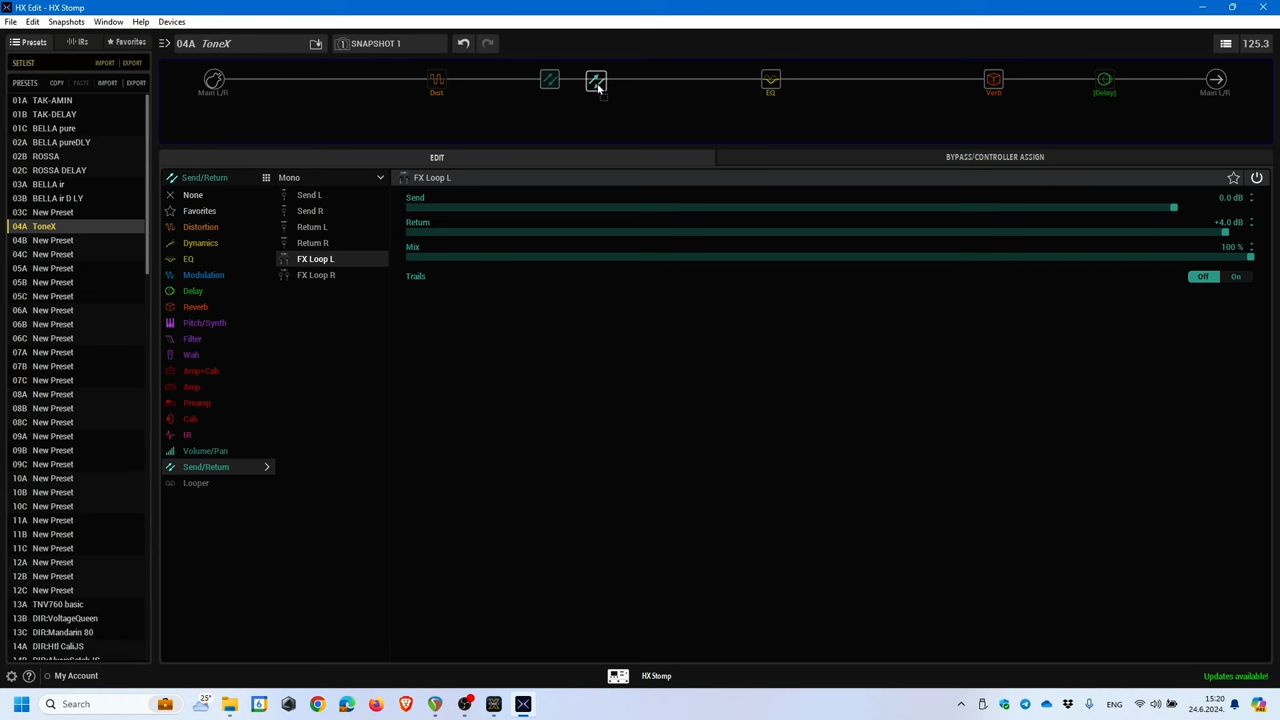 HX Edit - HX Stomp
File Edit Snapshots Window Help Devices
Presets IRs Favorites
04A ToneX
1 SNAPSHOT 1
125.3
SETLIST IMPORT EXPORT
PRESETS COPY PASTE IMPORT EXPORT
01A TAK-AMIN
01B TAK-DELAY
01C BELLA pure
02A BELLA pureDLY
02B ROSSA
02C ROSSA DELAY
03A BELLA ir
03B BELLA ir D LY
03C New Preset
04A ToneX
04B New Preset
04C New Preset
05A New Preset
05B New Preset
05C New Preset
06A New Preset
06B New Preset
06C New Preset
07A New Preset
07B New Preset
07C New Preset
08A New Preset
08B New Preset
08C New Preset
09A New Preset
09B New Preset
09C New Preset
10A New Preset
10B New Preset
10C New Preset
11A New Preset
11B New Preset
11C New Preset
12A New Preset
12B New Preset
12C New Preset
13A TNV760 basic
13B DIR:VoltageQueen
13C DIR:Mandarin 80
14A DIR:Htl CaliJS
Main L/R
Dist
EQ
Verb
[Delay]
Main L/R
EDIT
BYPASS/CONTROLLER ASSIGN
Send/Return
Mono
None
Favorites
Distortion
Dynamics
EQ
Modulation
Delay
Reverb
Pitch/Synth
Filter
Wah
Amp+Cab
Amp
Preamp
Cab
IR
Volume/Pan
Send/Return
Looper
Send L
Send R
Return L
Return R
FX Loop L
FX Loop R
FX Loop L
Send 0.0 dB
Return +4.0 dB
Mix 100 %
Trails Off On
My Account
HX Stomp
Updates available!
25°
Search
ENG
15:20
24.6.2024.